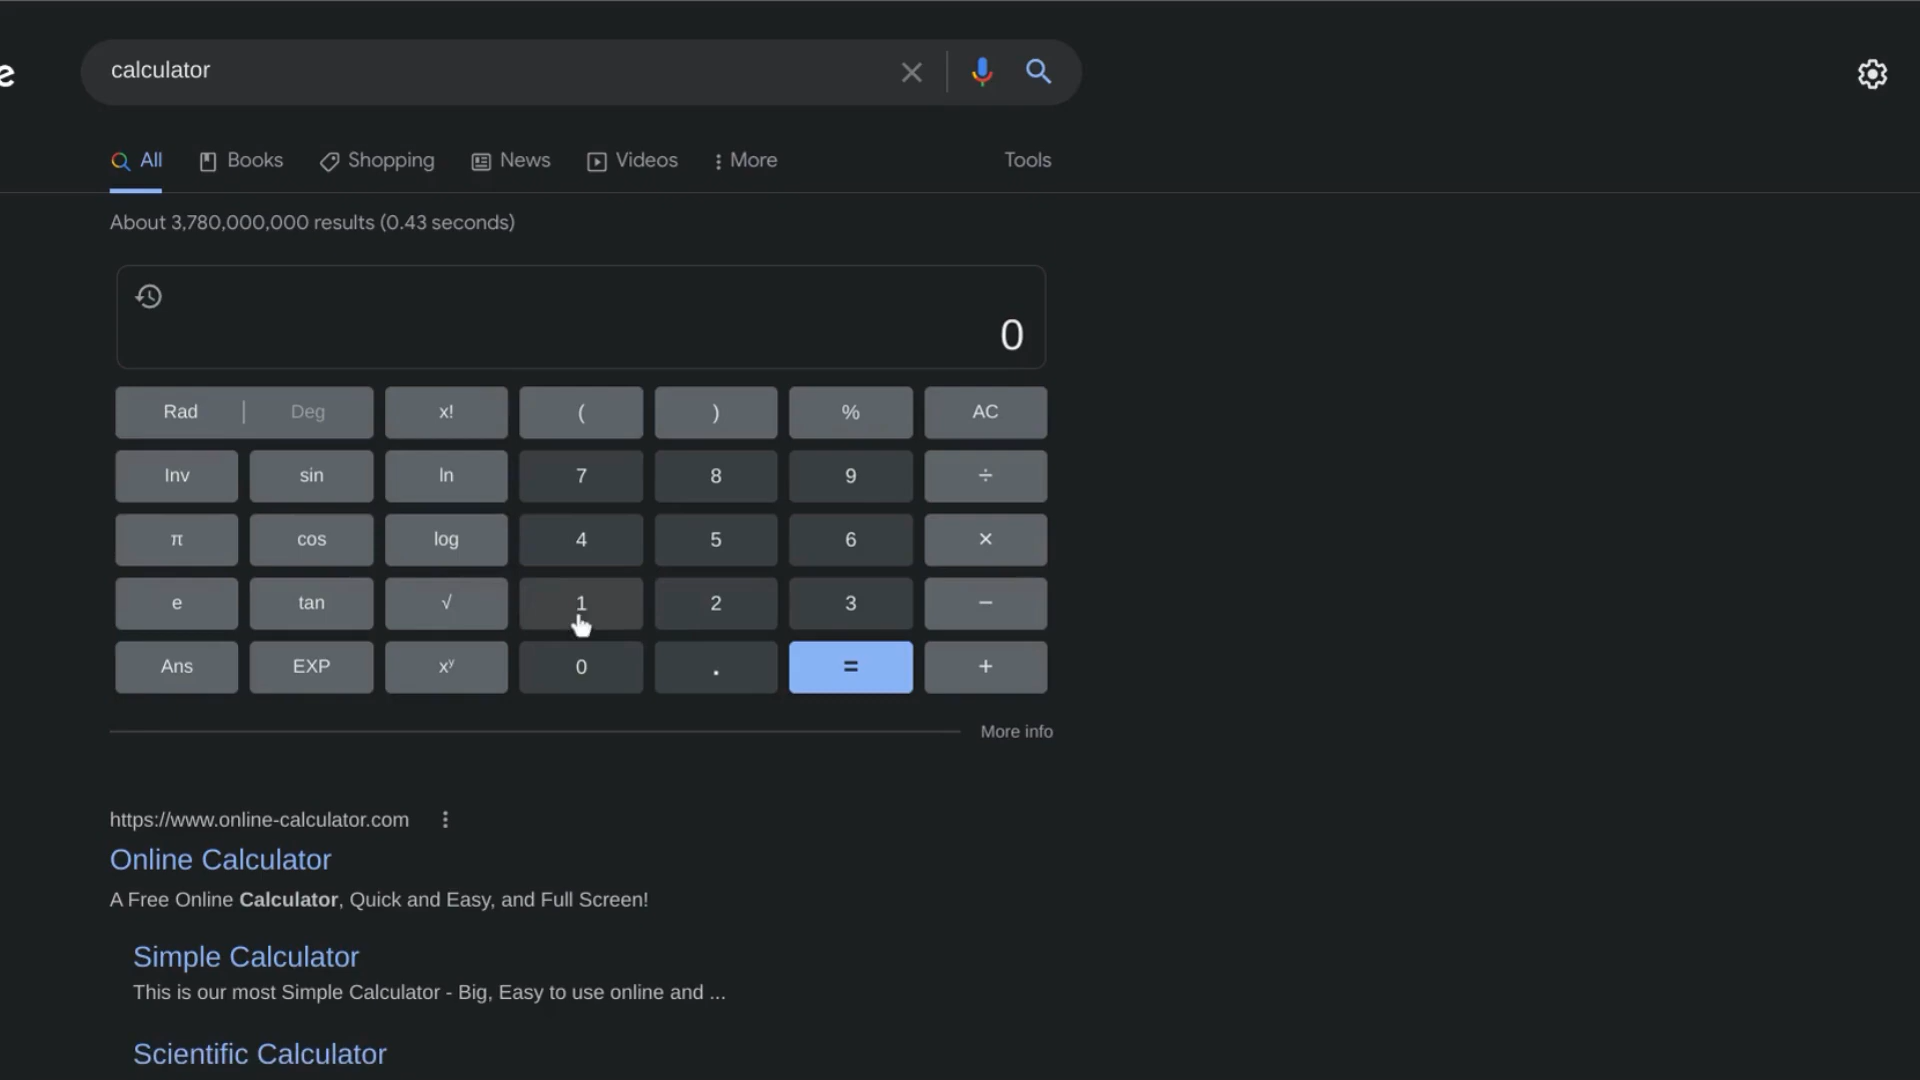 e
calculator
All Books Shopping News Videos More Tools
About 3,780,000,000 results (0.43 seconds)
0
Rad | Deg x! ( ) % AC
Inv sin ln 7 8 9 ÷
π cos log 4 5 6 ×
e tan √ 1 2 3 −
Ans EXP xʸ 0 . = +
More info
https://www.online-calculator.com
Online Calculator
A Free Online Calculator, Quick and Easy, and Full Screen!
Simple Calculator
This is our most Simple Calculator - Big, Easy to use online and ...
Scientific Calculator